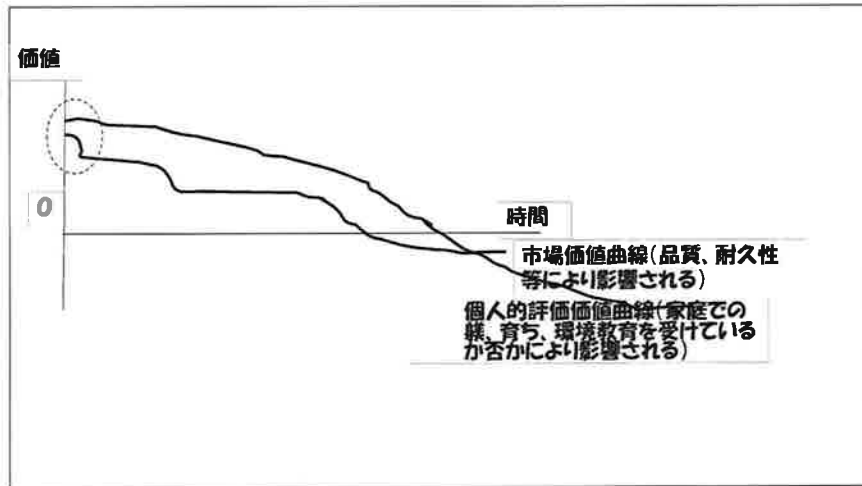 価値
0
時間
市場価値曲線(品質、耐久性
等により影響される)
個人的評価価値曲線(家庭での
躾、育ち、環境教育を受けている
か否かにより影響される)